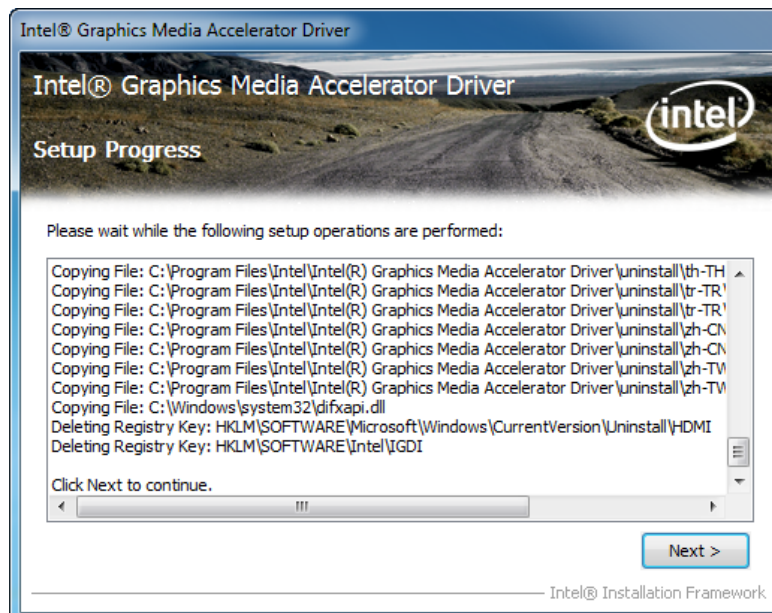 Intel® Graphics Media Accelerator Driver
Intel® Graphics Media Accelerator Driver
intel
Setup Progress
Please wait while the following setup operations are performed:
Copying File: C:\Program Files\Intel\Intel(R) Graphics Media Accelerator Driver\uninstall\th-TH
Copying File: C:\Program Files\Intel\Intel(R) Graphics Media Accelerator Driver\uninstall\tr-TR\
Copying File: C:\Program Files\Intel\Intel(R) Graphics Media Accelerator Driver\uninstall\tr-TR\
Copying File: C:\Program Files\Intel\Intel(R) Graphics Media Accelerator Driver\uninstall\zh-CN
Copying File: C:\Program Files\Intel\Intel(R) Graphics Media Accelerator Driver\uninstall\zh-CN
Copying File: C:\Program Files\Intel\Intel(R) Graphics Media Accelerator Driver\uninstall\zh-TW
Copying File: C:\Program Files\Intel\Intel(R) Graphics Media Accelerator Driver\uninstall\zh-TW
Copying File: C:\Windows\system32\difxapi.dll
Deleting Registry Key: HKLM\SOFTWARE\Microsoft\Windows\CurrentVersion\Uninstall\HDMI
Deleting Registry Key: HKLM\SOFTWARE\Intel\IGDI
Click Next to continue.
Next >
Intel® Installation Framework